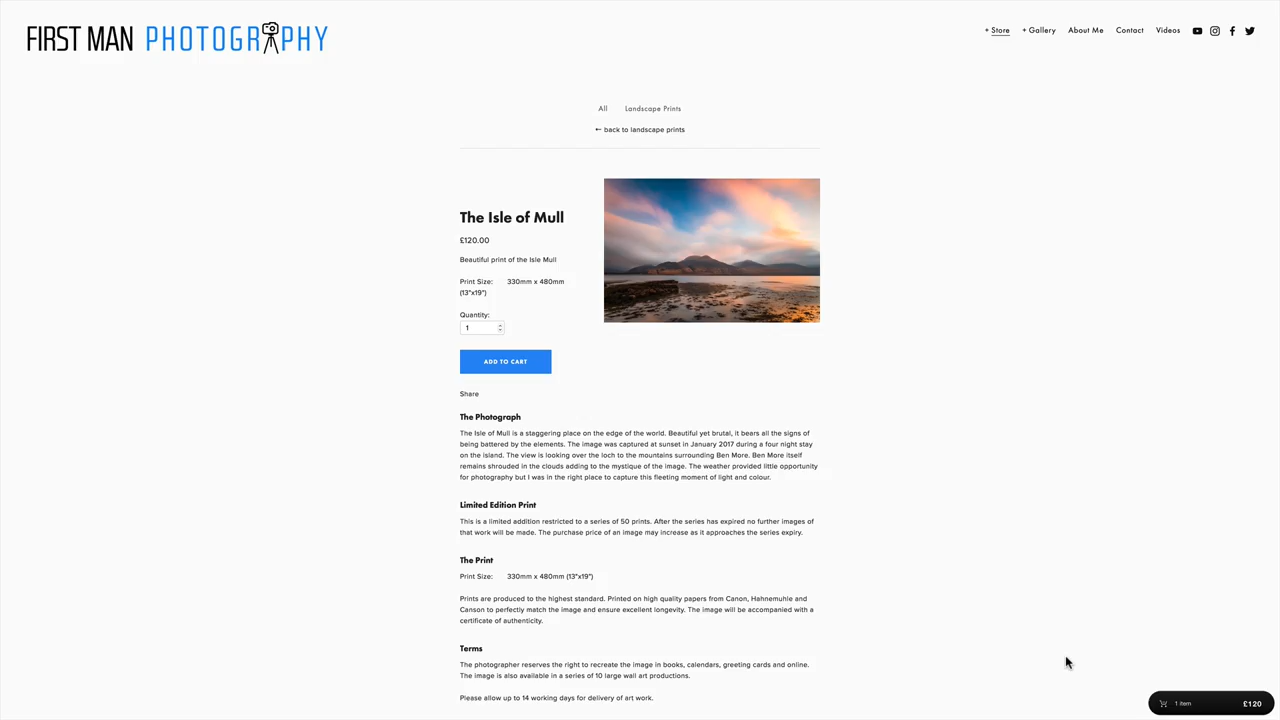 FIRST MAN PHOTOGRAPHY
+ Store + Gallery About Me Contact Videos
All Landscape Prints
← back to landscape prints
The Isle of Mull
£120.00
Beautiful print of the Isle Mull
Print Size: 330mm x 480mm
(13"x19")
Quantity:
1
ADD TO CART
Share
The Photograph
The Isle of Mull is a staggering place on the edge of the world. Beautiful yet brutal, it bears all the signs of
being battered by the elements. The image was captured at sunset in January 2017 during a four night stay
on the island. The view is looking over the loch to the mountains surrounding Ben More. Ben More itself
remains shrouded in the clouds adding to the mystique of the image. The weather provided little opportunity
for photography but I was in the right place to capture this fleeting moment of light and colour.
Limited Edition Print
This is a limited addition restricted to a series of 50 prints. After the series has expired no further images of
that work will be made. The purchase price of an image may increase as it approaches the series expiry.
The Print
Print Size: 330mm x 480mm (13"x19")
Prints are produced to the highest standard. Printed on high quality papers from Canon, Hahnemuhle and
Canson to perfectly match the image and ensure excellent longevity. The image will be accompanied with a
certificate of authenticity.
Terms
The photographer reserves the right to recreate the image in books, calendars, greeting cards and online.
The image is also available in a series of 10 large wall art productions.
Please allow up to 14 working days for delivery of art work.
1 item £120